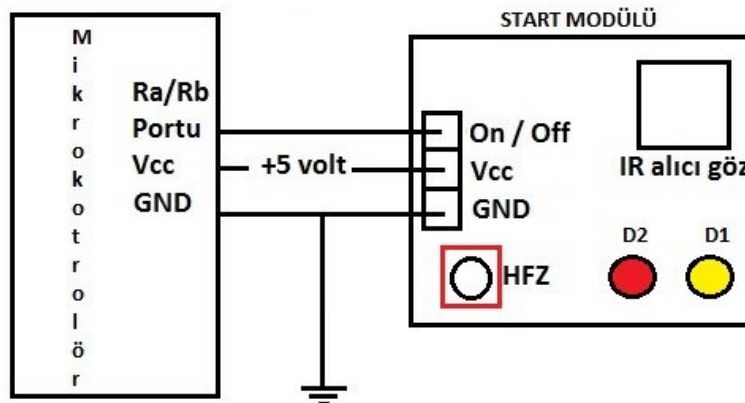 START MODÜLÜ
Mikrokotrolör
Ra/Rb
Portu
Vcc
GND
+5 volt
On / Off
Vcc
GND
IR alıcı göz
HFZ
D2
D1